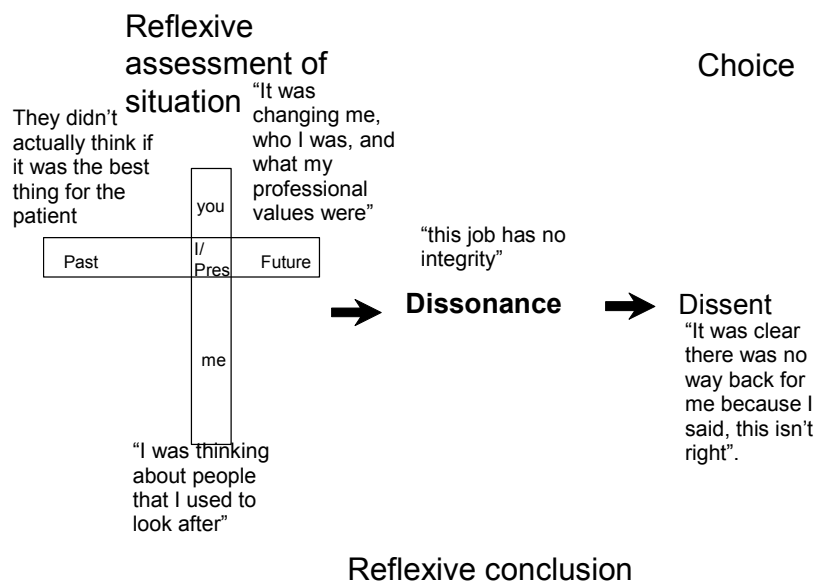 Reflexive
assessment of
situation
Choice
They didn’t
actually think if
it was the best
thing for the
patient
“It was
changing me,
who I was, and
what my
professional
values were”
you
Past
I/
Pres
Future
me
“I was thinking
about people
that I used to
look after”
“this job has no
integrity”
Dissonance
Dissent
“It was clear
there was no
way back for
me because I
said, this isn’t
right”.
Reflexive conclusion